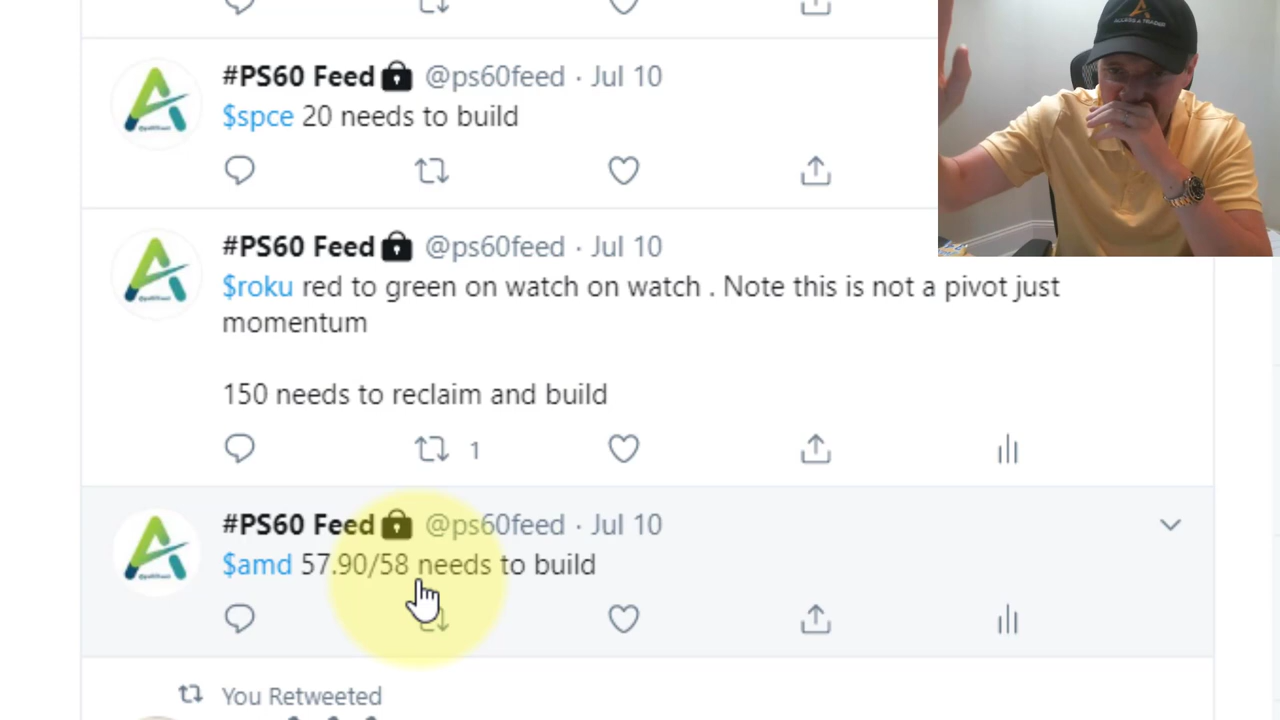 #PS60 Feed @ps60feed · Jul 10
$spce 20 needs to build
#PS60 Feed @ps60feed · Jul 10
$roku red to green on watch on watch . Note this is not a pivot just
momentum
150 needs to reclaim and build
1
#PS60 Feed @ps60feed · Jul 10
$amd 57.90/58 needs to build
You Retweeted